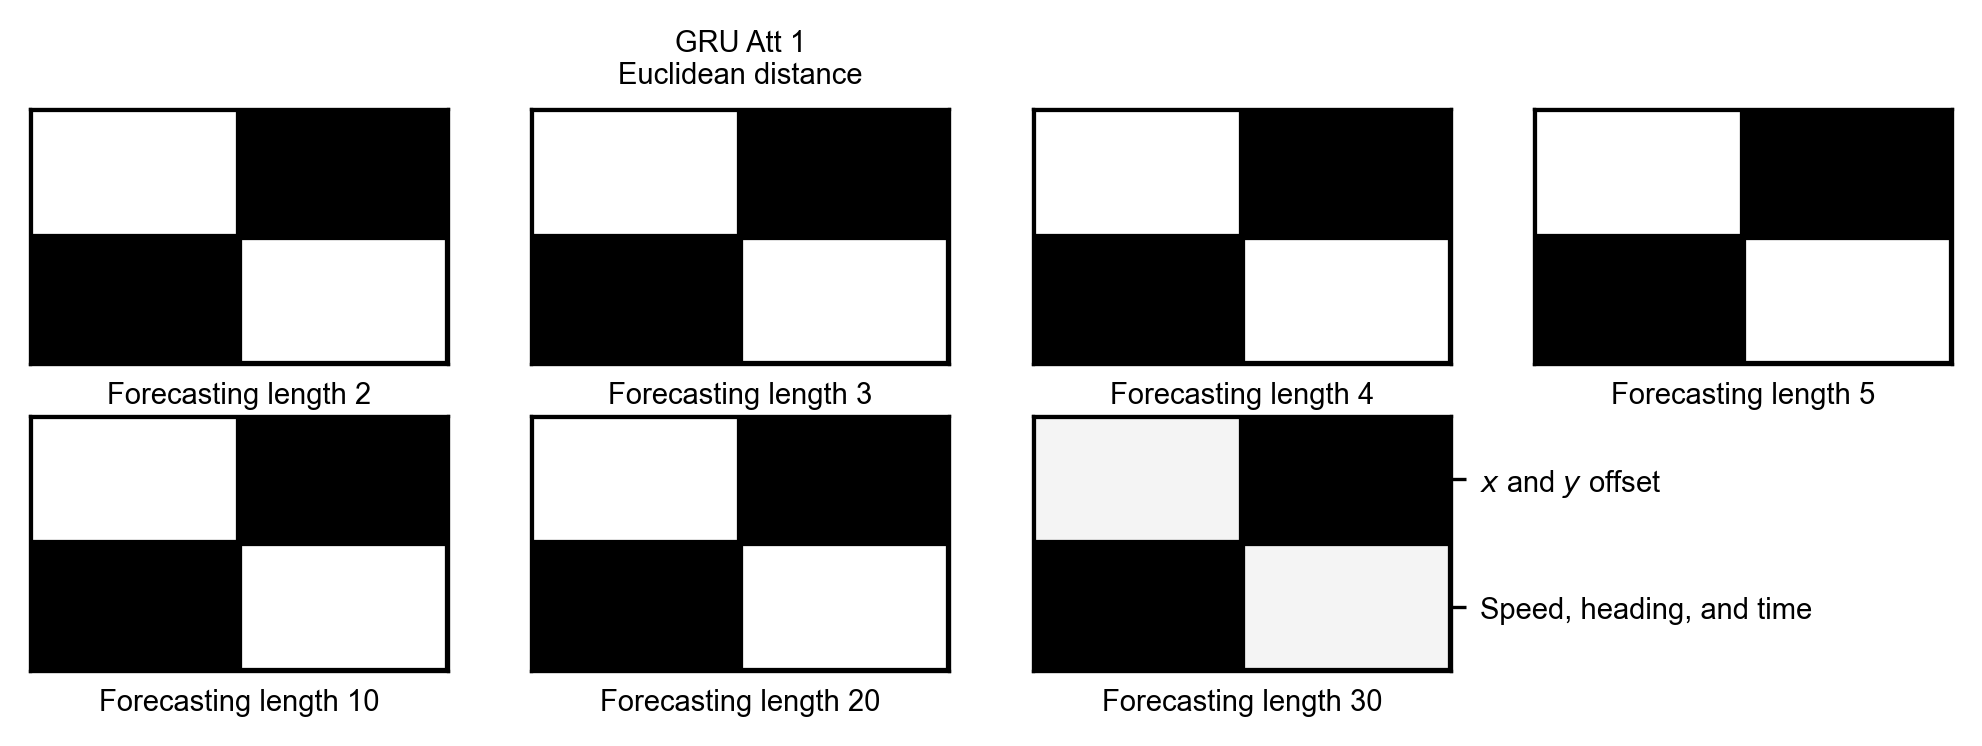 GRU Att 1
Euclidean distance
Forecasting length 2
Forecasting length 3
Forecasting length 4
Forecasting length 5
x and y offset
Speed, heading, and time
Forecasting length 10
Forecasting length 20
Forecasting length 30